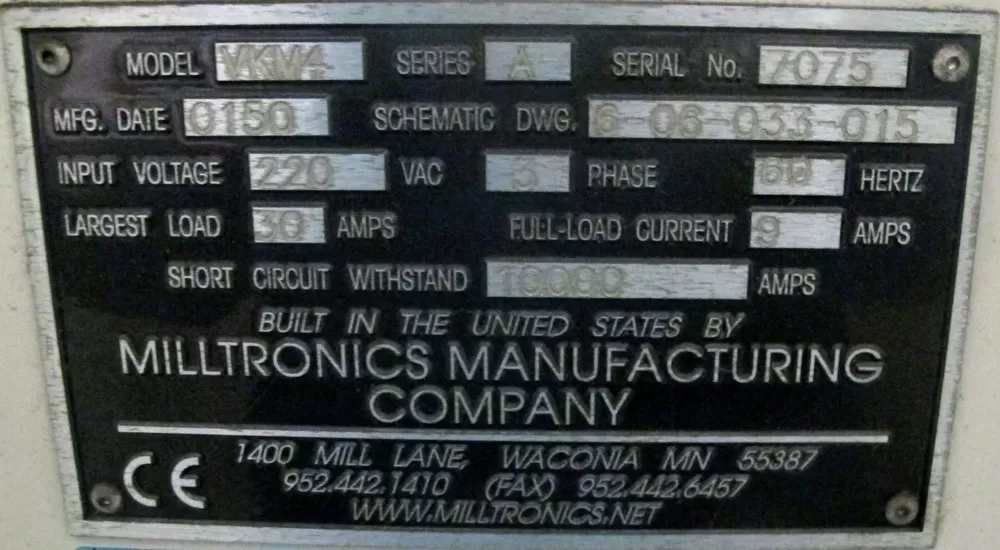 MODEL VKM4 SERIES A SERIAL No. 7075
MFG. DATE 0150 SCHEMATIC DWG. 6-06-033-015
INPUT VOLTAGE 220 VAC 3 PHASE 60 HERTZ
LARGEST LOAD 30 AMPS FULL-LOAD CURRENT 9 AMPS
SHORT CIRCUIT WITHSTAND 10000 AMPS
BUILT IN THE UNITED STATES BY
MILLTRONICS MANUFACTURING
COMPANY
CE 1400 MILL LANE, WACONIA MN 55387
952.442.1410 (FAX) 952.442.6457
WWW.MILLTRONICS.NET